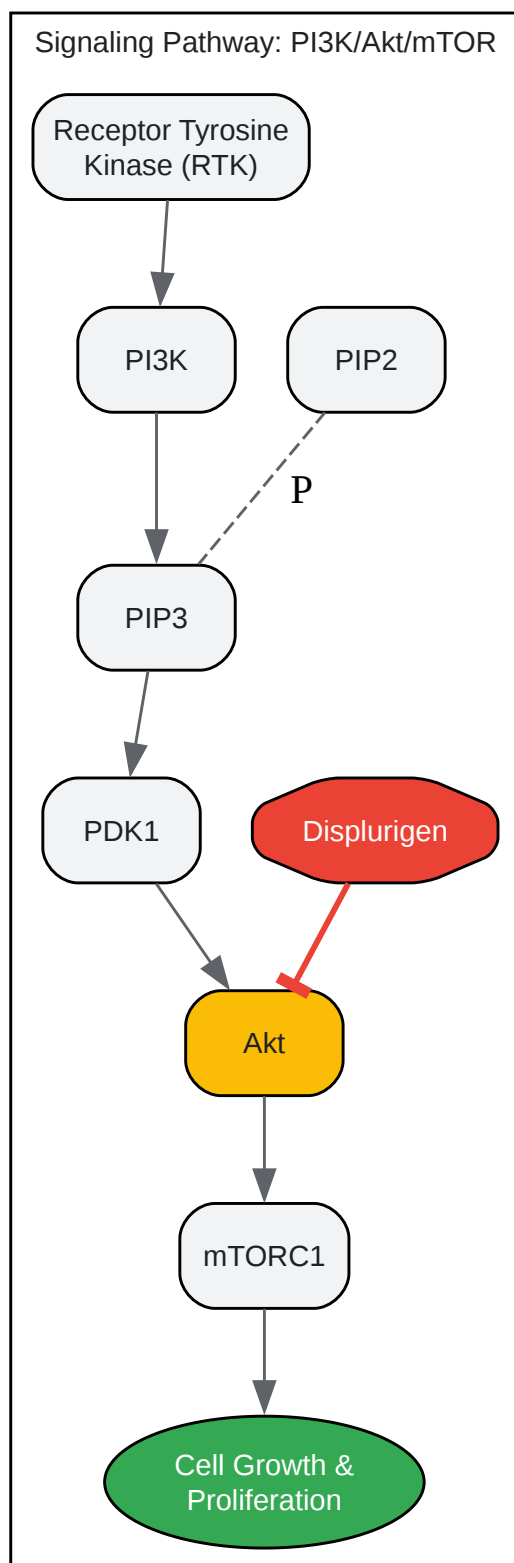 Signaling Pathway: PI3K/Akt/mTOR
Receptor Tyrosine
Kinase (RTK)
PI3K
PIP2
P
PIP3
PDK1
Displurigen
Akt
mTORC1
Cell Growth &
Proliferation